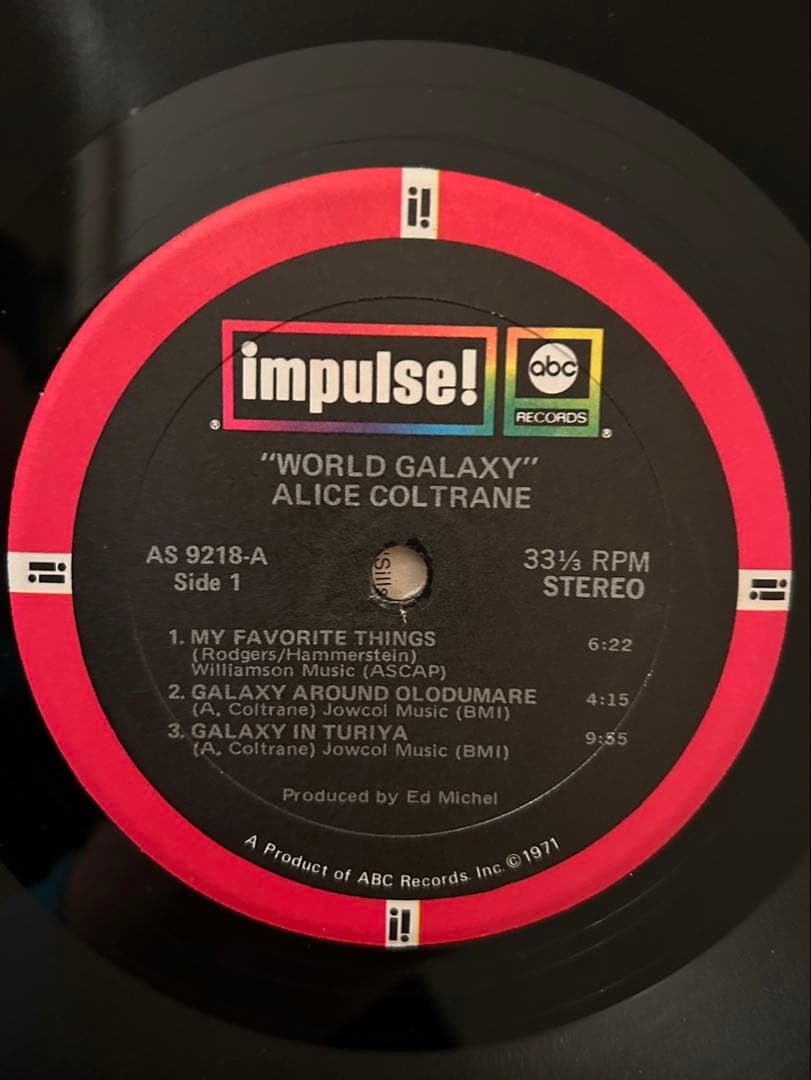 i!
impulse!®
abc
RECORDS®
"WORLD GALAXY"
ALICE COLTRANE
AS 9218-A
Side 1
33⅓ RPM
STEREO
Sills
i!
i!
1. MY FAVORITE THINGS 6:22
(Rodgers/Hammerstein)
Williamson Music (ASCAP)
2. GALAXY AROUND OLODUMARE 4:15
(A. Coltrane) Jowcol Music (BMI)
3. GALAXY IN TURIYA 9:55
(A. Coltrane) Jowcol Music (BMI)
Produced by Ed Michel
A Product of ABC Records. Inc. © 1971
i!